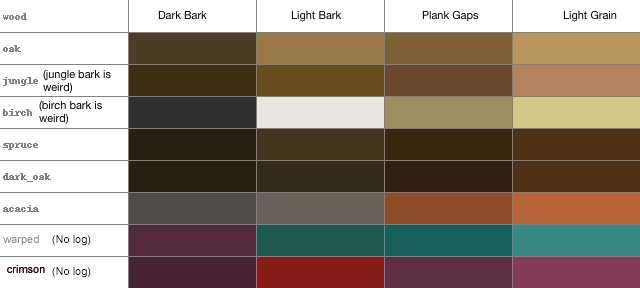 wood Dark Bark Light Bark Plank Gaps Light Grain
oak
jungle (jungle bark is
weird)
birch (birch bark is
weird)
spruce
dark_oak
acacia
warped (No log)
crimson (No log)